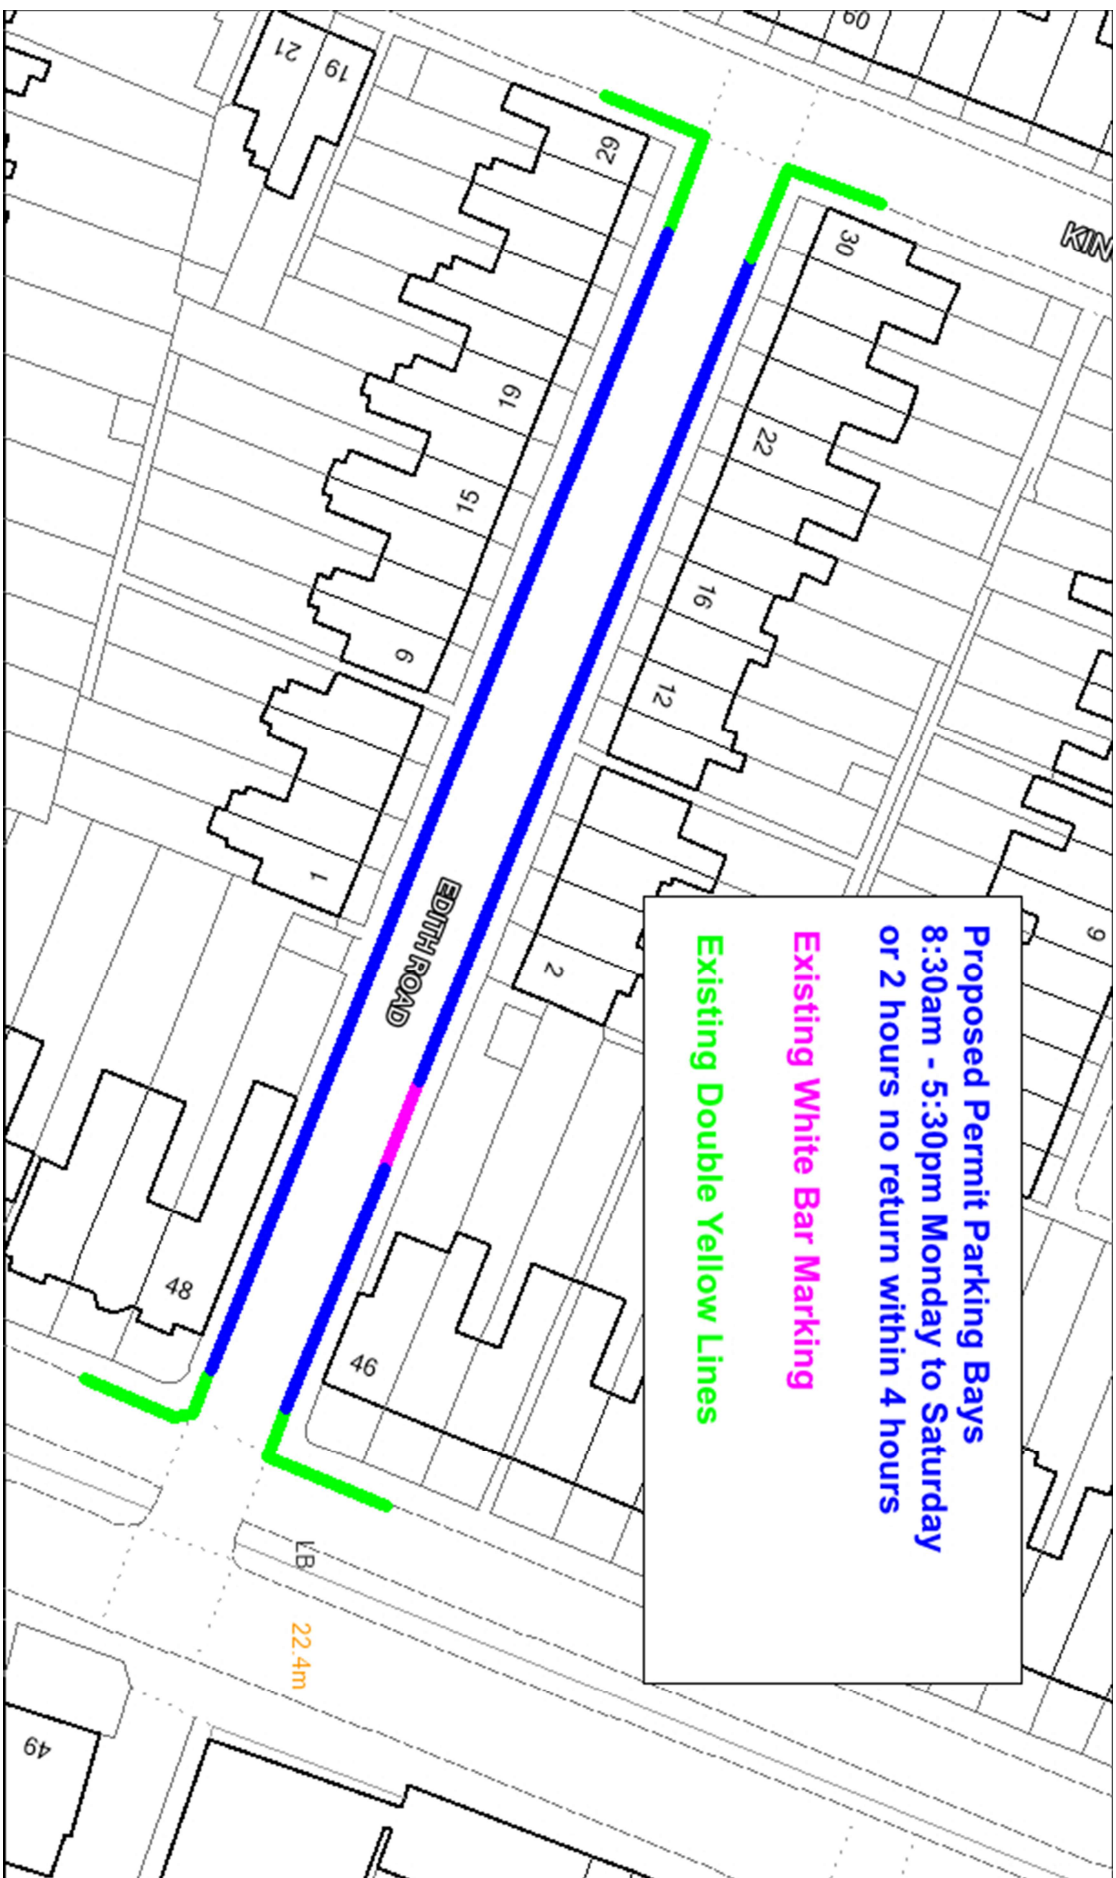 Proposed Permit Parking Bays
8:30am - 5:30pm Monday to Saturday
or 2 hours no return within 4 hours
Existing White Bar Marking
Existing Double Yellow Lines
KIN
30
22
16
12
2
46
EDITH ROAD
29
19
15
9
1
48
21
19
LB
22.4m
49